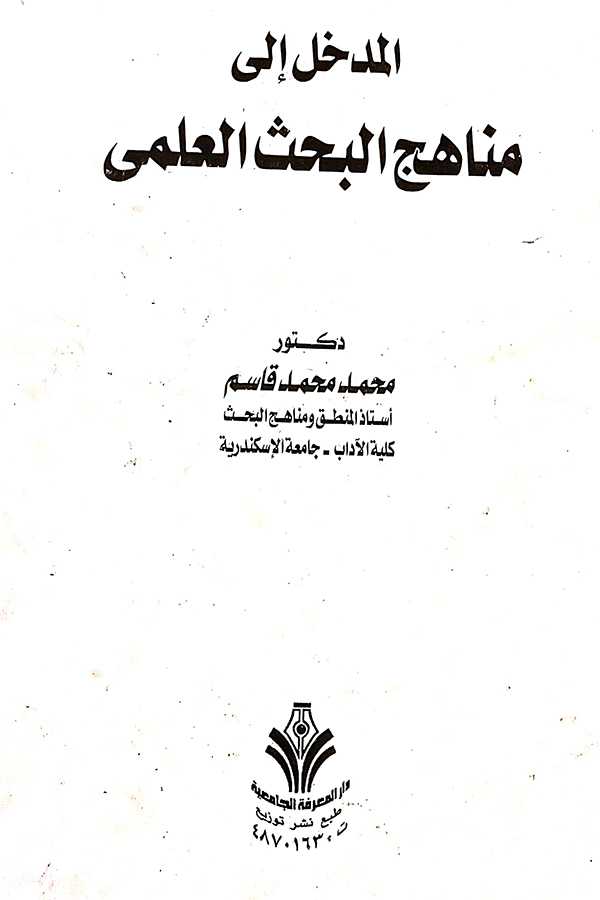 المدخل إلى
مناهج البحث العلمى
دكتور
محمد محمد قاسم
أستاذ المنطق ومناهج البحث
كلية الآداب - جامعة الإسكندرية
دار المعرفة الجامعية
طبع نشر توزيع
ت: ٤٨٧٠١٦٣